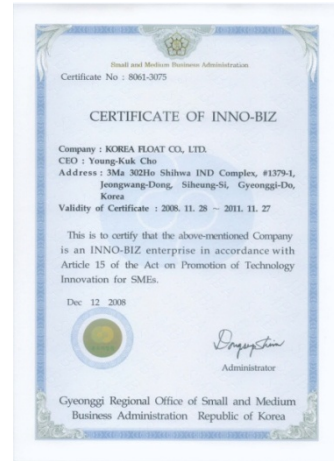 Small and Medium Business Administration
Certificate No : 8061-3075
CERTIFICATE OF INNO-BIZ
Company : KOREA FLOAT CO., LTD.
CEO : Young-Kuk Cho
Address : 3Ma 302Ho Shihwa IND Complex, #1379-1,
Jeongwang-Dong, Siheung-Si, Gyeonggi-Do,
Korea
Validity of Certificate : 2008. 11. 28 ~ 2011. 11. 27
This is to certify that the above-mentioned Company
is an INNO-BIZ enterprise in accordance with
Article 15 of the Act on Promotion of Technology
Innovation for SMEs.
Dec 12 2008
Administrator
Gyeonggi Regional Office of Small and Medium
Business Administration Republic of Korea